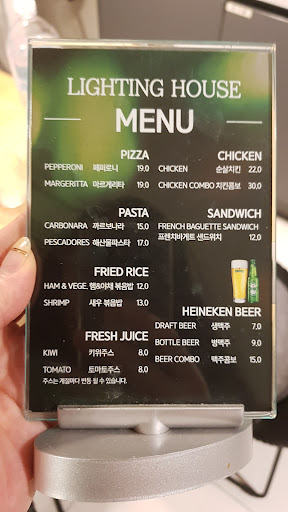 LIGHTING HOUSE
MENU
PIZZA
PEPPERONI 페퍼로니 19.0
MARGERITTA 마르게리타 19.0
PASTA
CARBONARA 까르보나라 15.0
PESCADORES 해산물파스타 17.0
FRIED RICE
HAM & VEGE. 햄&야채 볶음밥 12.0
SHRIMP 새우 볶음밥 13.0
FRESH JUICE
KIWI 키위주스 8.0
TOMATO 토마토주스 8.0
주스는 계절마다 변동 될 수 있습니다.
CHICKEN
CHICKEN 순살치킨 22.0
CHICKEN COMBO 치킨콤보 30.0
SANDWICH
FRENCH BAGUETTE SANDWICH
프렌치바게트 샌드위치 12.0
HEINEKEN BEER
DRAFT BEER 생맥주 7.0
BOTTLE BEER 병맥주 9.0
BEER COMBO 맥주콤보 15.0